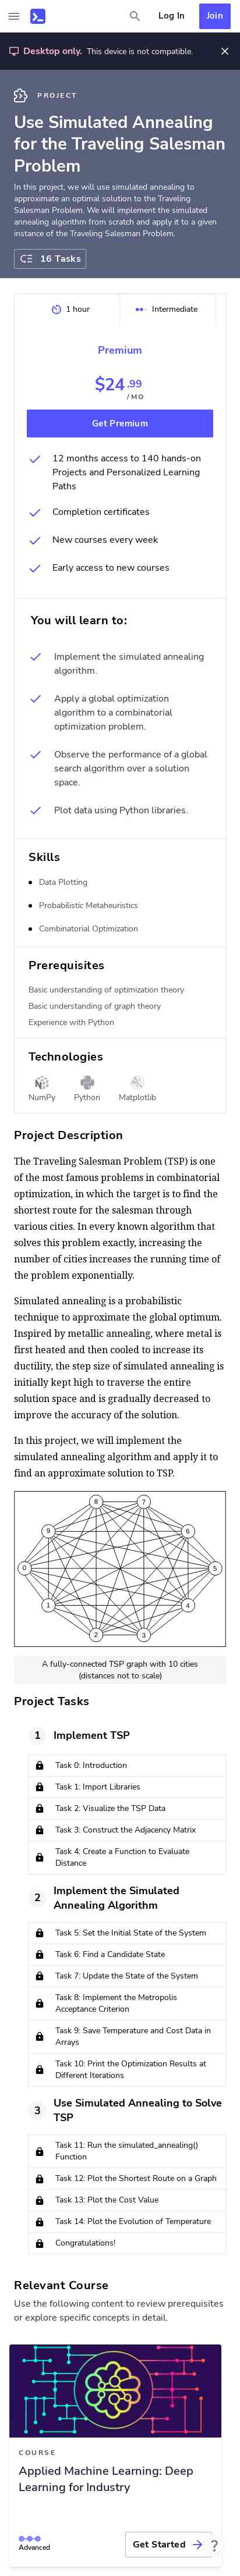 Log In
Join
Desktop only. This device is not compatible.
PROJECT
Use Simulated Annealing
for the Traveling Salesman
Problem
In this project, we will use simulated annealing to
approximate an optimal solution to the Traveling
Salesman Problem. We will implement the simulated
annealing algorithm from scratch and apply it to a given
instance of the Traveling Salesman Problem.
16 Tasks
1 hour
Intermediate
Premium
$24.99
/MO
Get Premium
12 months access to 140 hands-on
Projects and Personalized Learning
Paths
Completion certificates
New courses every week
Early access to new courses
You will learn to:
Implement the simulated annealing
algorithm.
Apply a global optimization
algorithm to a combinatorial
optimization problem.
Observe the performance of a global
search algorithm over a solution
space.
Plot data using Python libraries.
Skills
Data Plotting
Probabilistic Metaheuristics
Combinatorial Optimization
Prerequisites
Basic understanding of optimization theory
Basic understanding of graph theory
Experience with Python
Technologies
NumPy
Python
Matplotlib
Project Description
The Traveling Salesman Problem (TSP) is one
of the most famous problems in combinatorial
optimization, in which the target is to find the
shortest route for the salesman through
various cities. In every known algorithm that
solves this problem exactly, increasing the
number of cities increases the running time of
the problem exponentially.
Simulated annealing is a probabilistic
technique to approximate the global optimum.
Inspired by metallic annealing, where metal is
first heated and then cooled to increase its
ductility, the step size of simulated annealing is
initially kept high to traverse the entire
solution space and is gradually decreased to
improve the accuracy of the solution.
In this project, we will implement the
simulated annealing algorithm and apply it to
find an approximate solution to TSP.
8
7
9
6
0
5
1
4
2
3
A fully-connected TSP graph with 10 cities
(distances not to scale)
Project Tasks
1
Implement TSP
Task 0: Introduction
Task 1: Import Libraries
Task 2: Visualize the TSP Data
Task 3: Construct the Adjacency Matrix
Task 4: Create a Function to Evaluate
Distance
2
Implement the Simulated
Annealing Algorithm
Task 5: Set the Initial State of the System
Task 6: Find a Candidate State
Task 7: Update the State of the System
Task 8: Implement the Metropolis
Acceptance Criterion
Task 9: Save Temperature and Cost Data in
Arrays
Task 10: Print the Optimization Results at
Different Iterations
3
Use Simulated Annealing to Solve
TSP
Task 11: Run the simulated_annealing()
Function
Task 12: Plot the Shortest Route on a Graph
Task 13: Plot the Cost Value
Task 14: Plot the Evolution of Temperature
Congratulations!
Relevant Course
Use the following content to review prerequisites
or explore specific concepts in detail.
COURSE
Applied Machine Learning: Deep
Learning for Industry
Advanced
Get Started
?